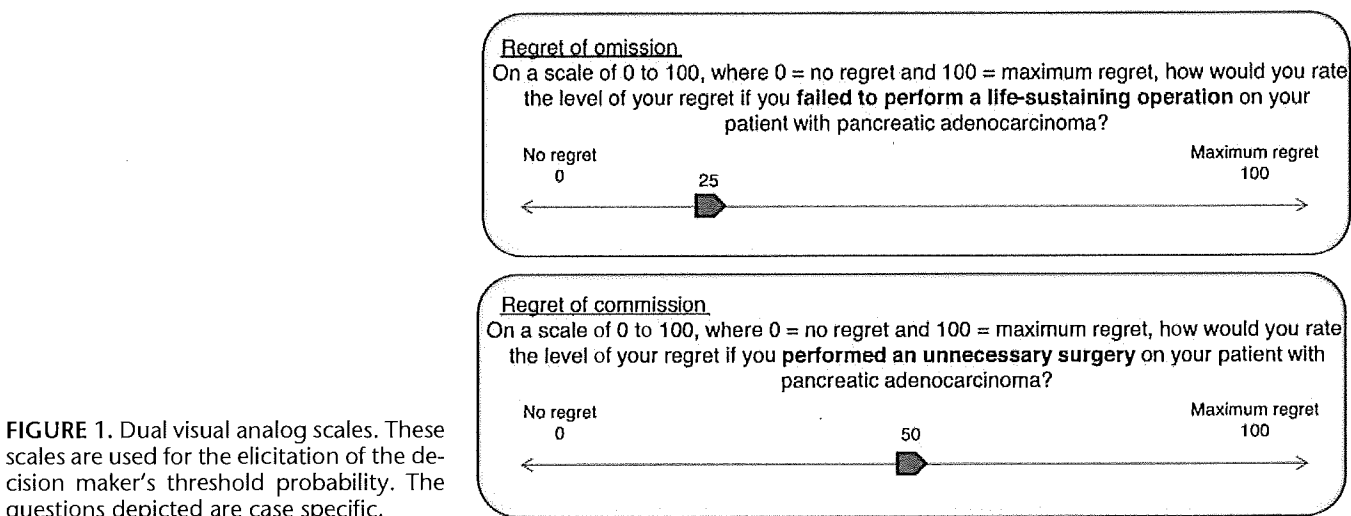 Regret of omission
On a scale of 0 to 100, where 0 = no regret and 100 = maximum regret, how would you rate
the level of your regret if you failed to perform a life-sustaining operation on your
patient with pancreatic adenocarcinoma?
No regret
0
Maximum regret
100
25
Regret of commission
On a scale of 0 to 100, where 0 = no regret and 100 = maximum regret, how would you rate
the level of your regret if you performed an unnecessary surgery on your patient with
pancreatic adenocarcinoma?
No regret
0
Maximum regret
100
50
FIGURE 1. Dual visual analog scales. These
scales are used for the elicitation of the de-
cision maker's threshold probability. The
questions depicted are case specific.